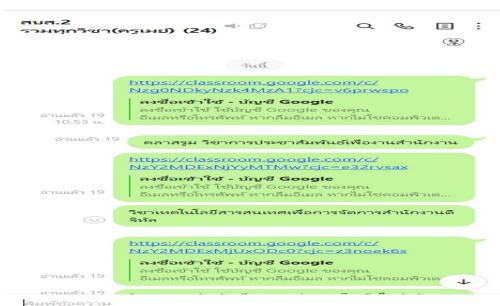 สบส.2
รวมทุกวิชา(ครูเมย์) (24)
วันนี้
https://classroom.google.com/c/
Nzg0NDkyNzk4MzA1?cjc=v6prwspo
ลงชื่อเข้าใช้ - บัญชี Google
ลงชื่อเข้าใช้ ใช้บัญชี Google ของคุณ
อีเมลหรือโทรศัพท์ หากลืมอีเมล หากไม่ใช่คอมพิวเต...
อ่านแล้ว 19
10.53 น.
อ่านแล้ว 19
คลาสรูม วิชาการประชาสัมพันธ์เพื่องานสำนักงาน
https://classroom.google.com/c/
NzY2MDExNjYyMTMw?cjc=e32rvsax
ลงชื่อเข้าใช้ - บัญชี Google
ลงชื่อเข้าใช้ ใช้บัญชี Google ของคุณ
อีเมลหรือโทรศัพท์ หากลืมอีเมล หากไม่ใช่คอมพิวเต...
อ่านแล้ว 19
วิชาเทคโนโลยีสารสนเทศเพื่อการจัดการสำนักงานดิ
จิทัล
https://classroom.google.com/c/
NzY2MDExMjUxODc0?cjc=z3noek6s
ลงชื่อเข้าใช้ - บัญชี Google
ลงชื่อเข้าใช้ ใช้บัญชี Google ของคุณ
อีเมลหรือโทรศัพท์ หากลืมอีเมล หากไม่ใช่คอมพิวเต
อ่านแล้ว 19
อ่านแล้ว 19
พิมพ์ข้อความ